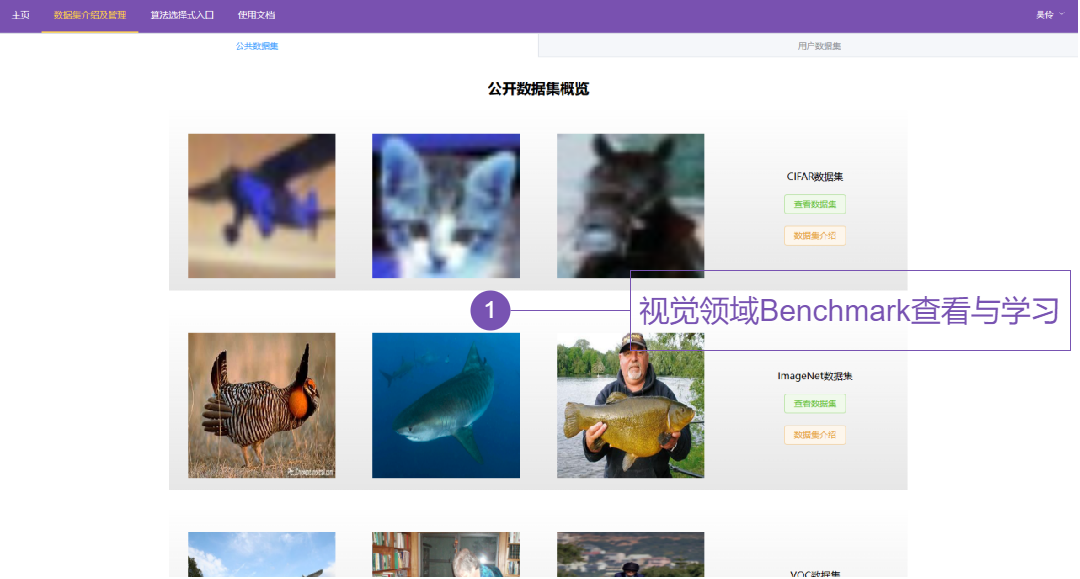 主页 数据集介绍及管理 算法选择式入口 使用文档 吴伶
公共数据集 用户数据集
公开数据集概览
CIFAR数据集
查看数据集
数据集介绍
1 视觉领域Benchmark查看与学习
ImageNet数据集
查看数据集
数据集介绍
VOC数据集